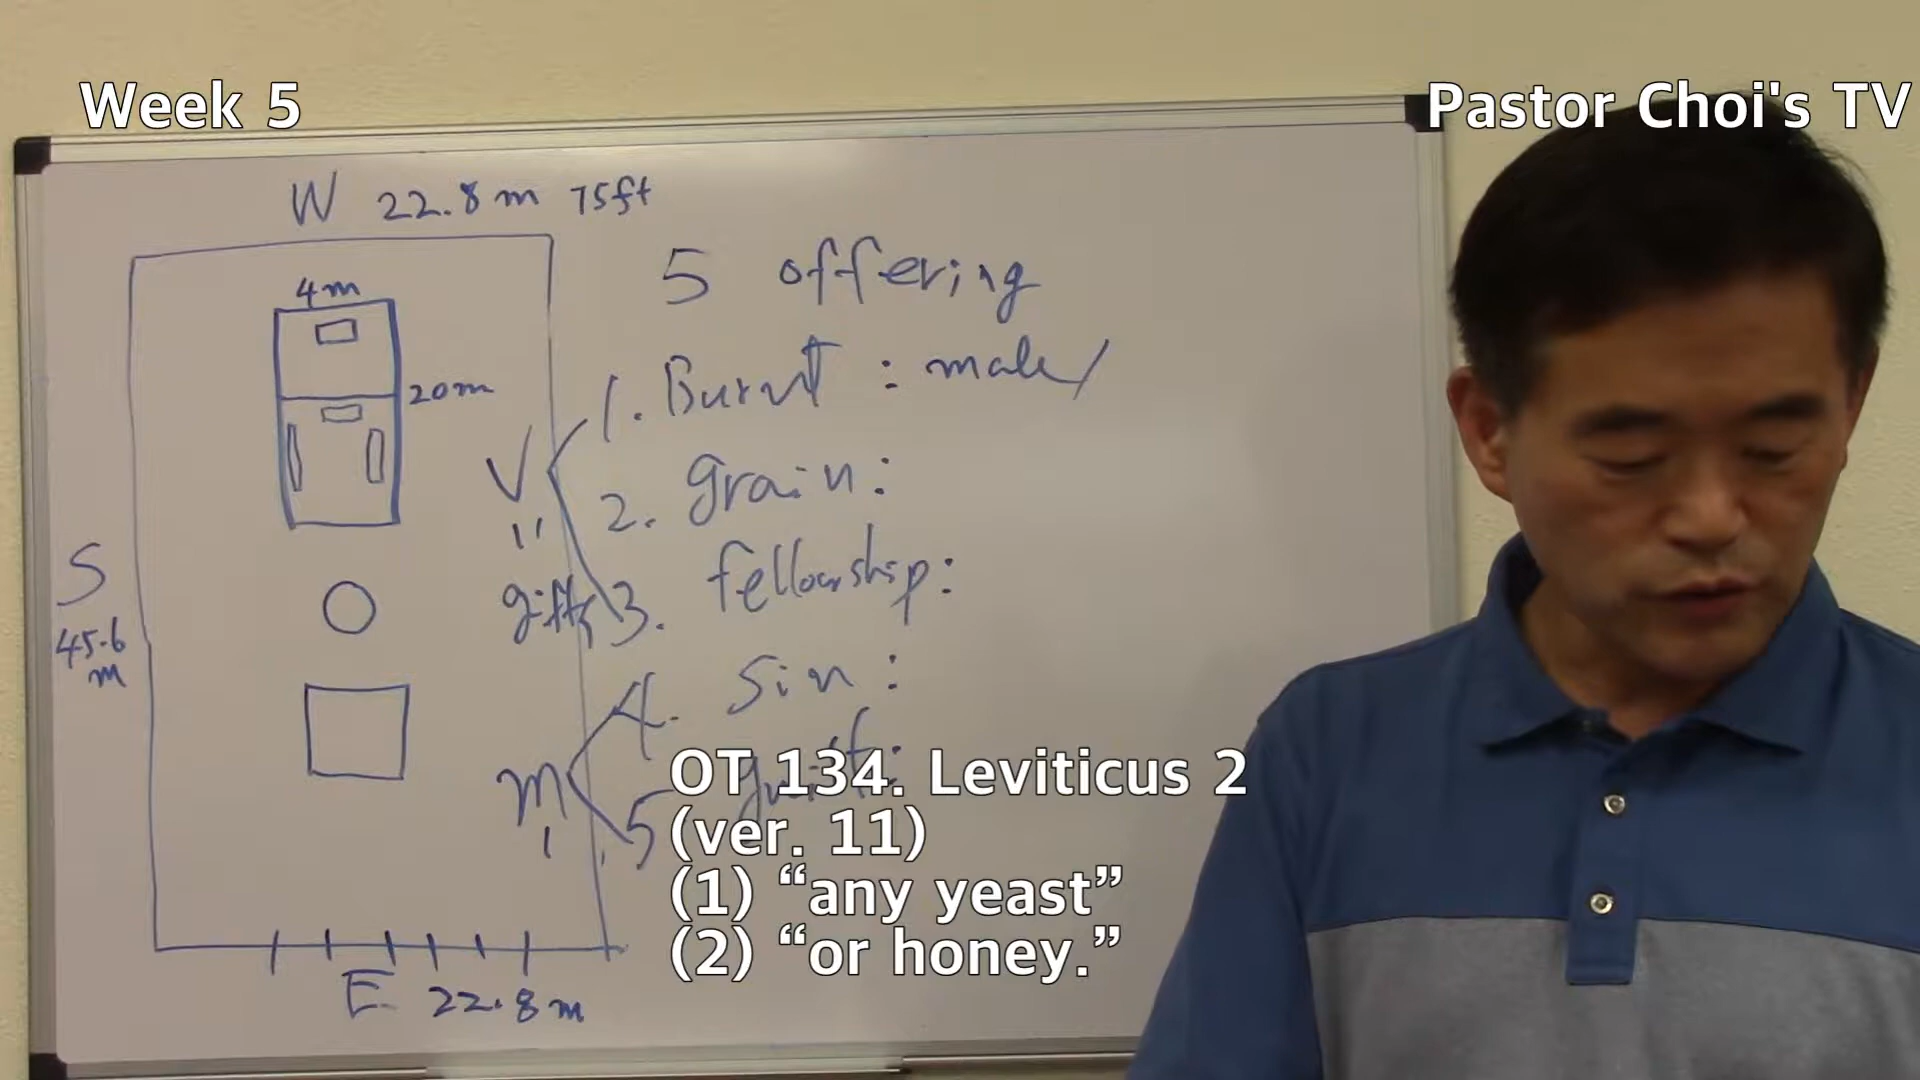 Week 5
Pastor Choi's TV
W 22.8 m 75ft
4m
20m
S
45.6
m
E 22.8 m
5 offering
1. Burnt : male/
2. grain:
3. fellowship:
4. Sin :
5
V
"
gifts
m
OT 134. Leviticus 2
(ver. 11)
(1) “any yeast”
(2) “or honey.”